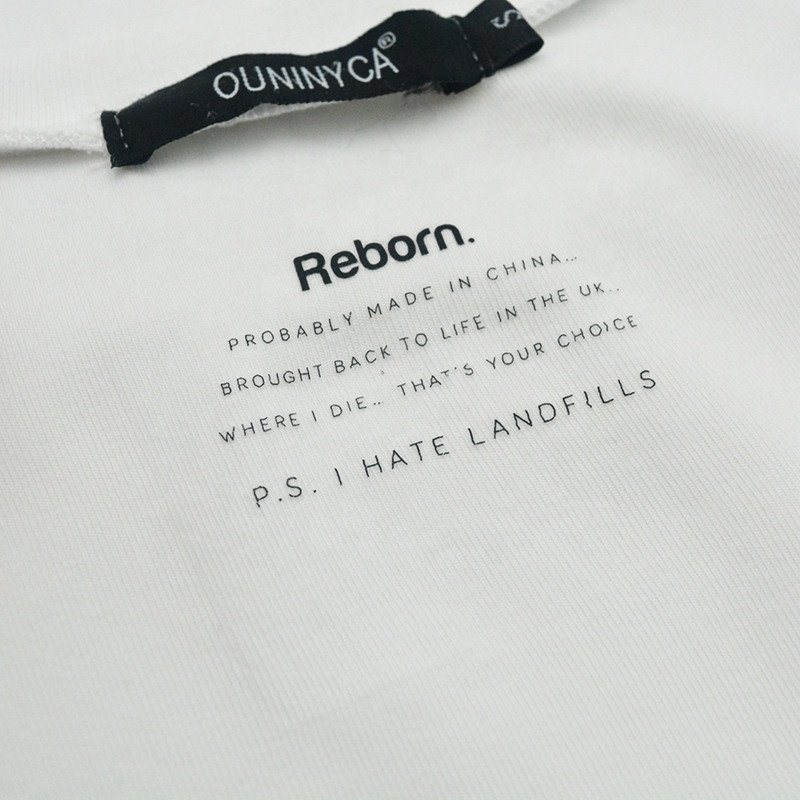 OUNINYCA®
S
Reborn.
PROBABLY MADE IN CHINA...
BROUGHT BACK TO LIFE IN THE UK..
WHERE I DIE... THAT'S YOUR CHOICE
P.S. I HATE LANDFILLS